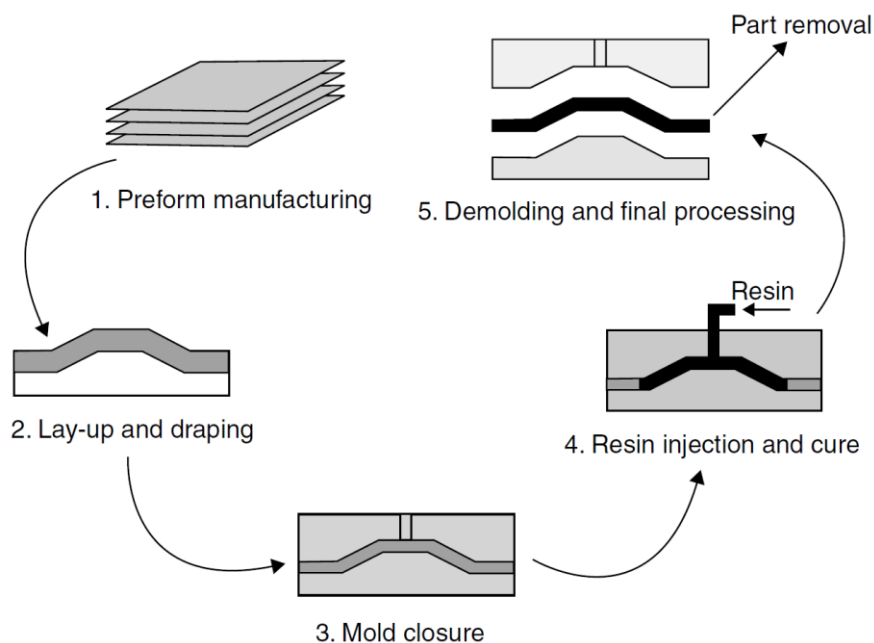 1. Preform manufacturing
2. Lay-up and draping
3. Mold closure
Resin
4. Resin injection and cure
Part removal
5. Demolding and final processing